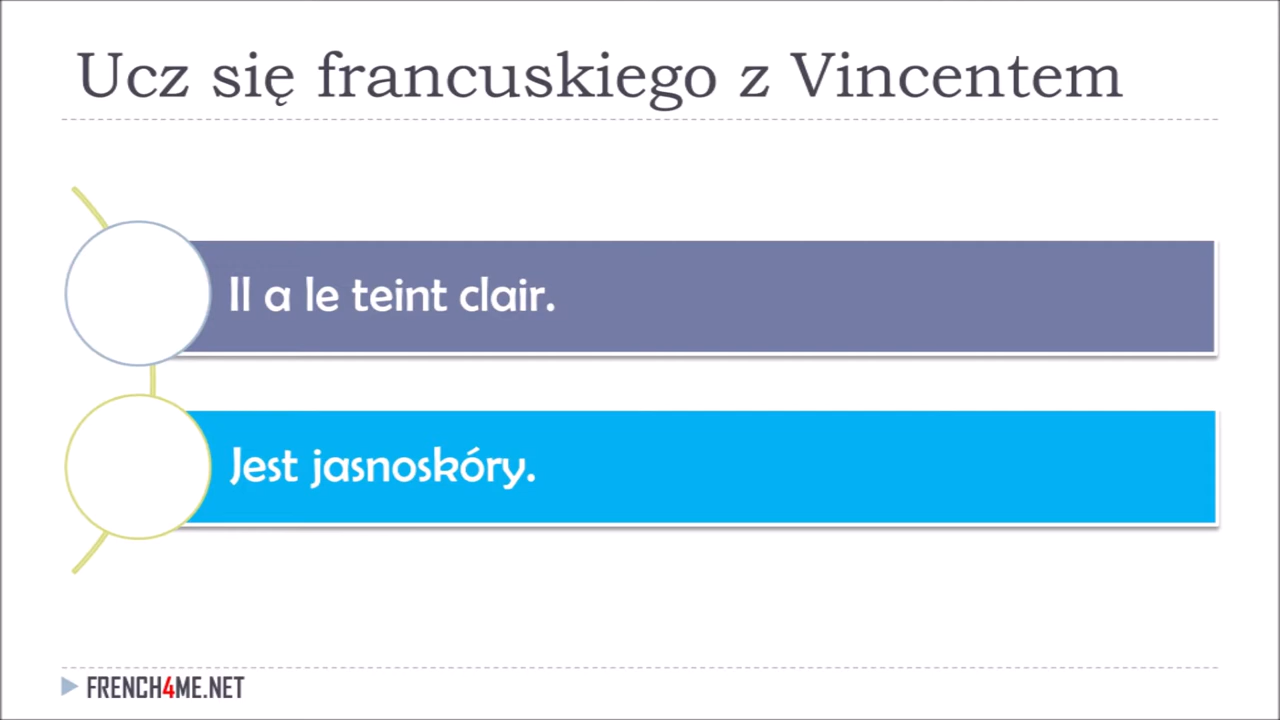 Ucz się francuskiego z Vincentem
Il a le teint clair.
Jest jasnoskóry.
FRENCH4ME.NET